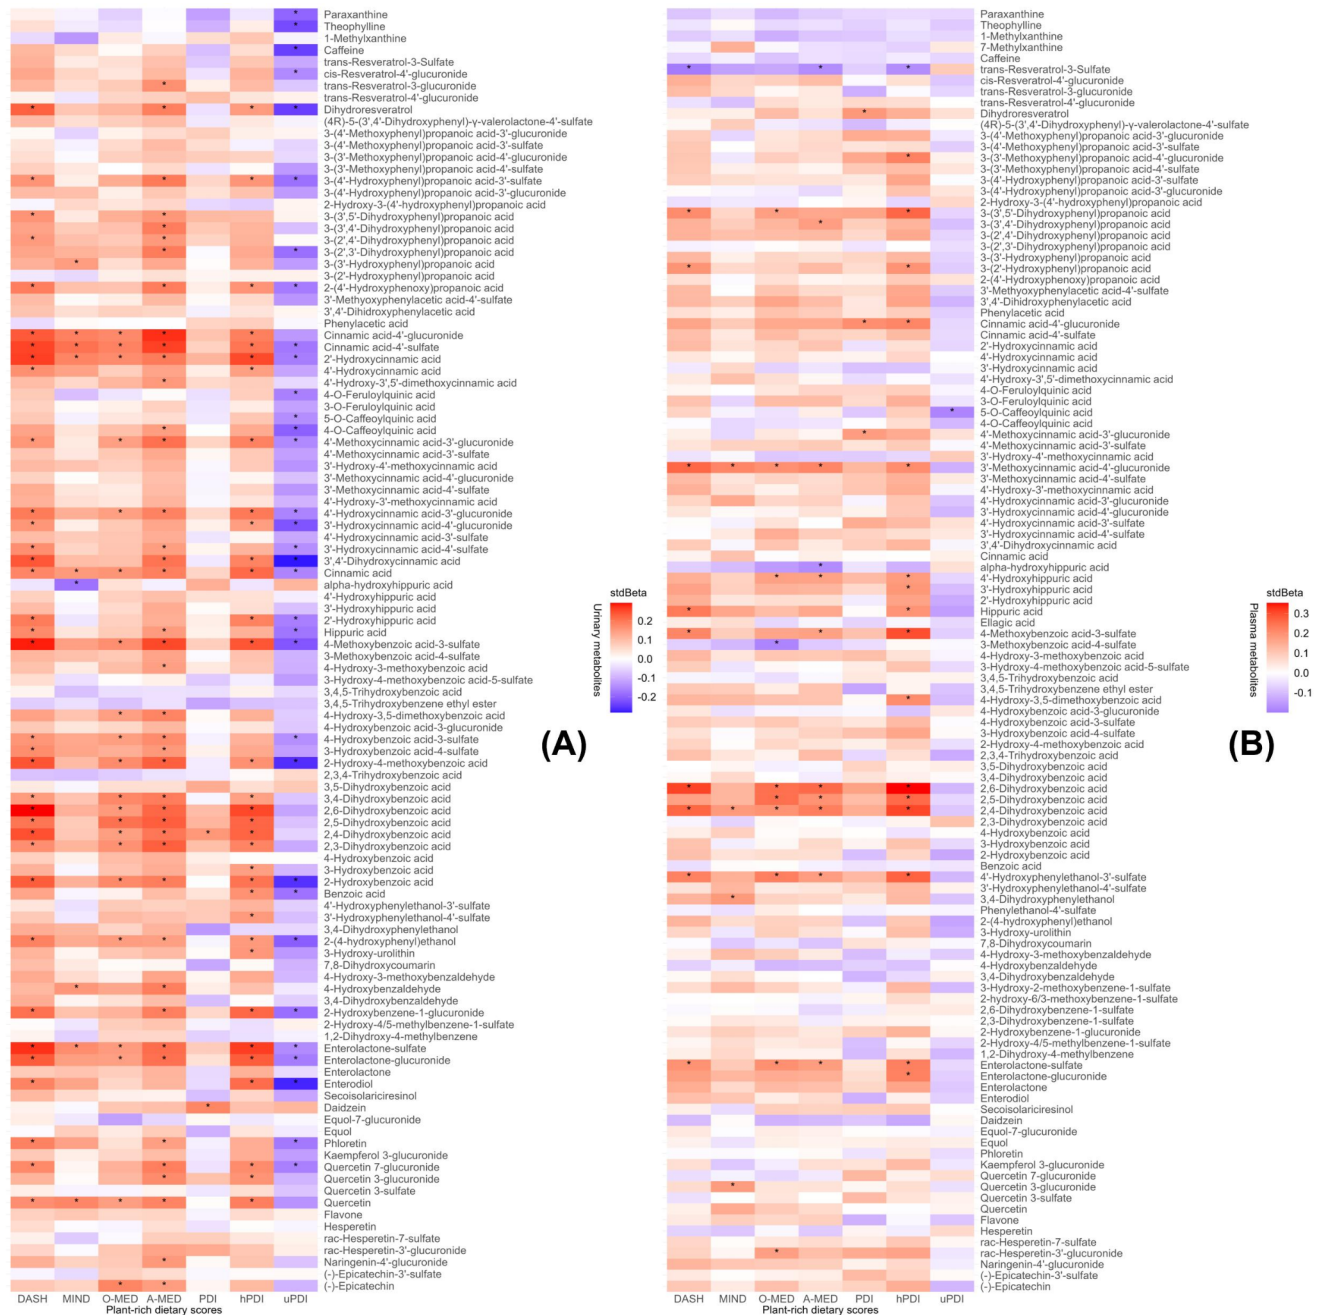 Paraxanthine
Theophylline
1-Methylxanthine
Caffeine
trans-Resveratrol-3-Sulfate
cis-Resveratrol-4'-glucuronide
trans-Resveratrol-3-glucuronide
trans-Resveratrol-4'-glucuronide
Dihydroresveratrol
(4R)-5-(3',4'-Dihydroxyphenyl)-γ-valerolactone-4'-sulfate
3-(4'-Methoxyphenyl)propanoic acid-3'-glucuronide
3-(4'-Methoxyphenyl)propanoic acid-3'-sulfate
3-(3'-Methoxyphenyl)propanoic acid-4'-glucuronide
3-(3'-Methoxyphenyl)propanoic acid-4'-sulfate
3-(4'-Hydroxyphenyl)propanoic acid-3'-sulfate
3-(4'-Hydroxyphenyl)propanoic acid-3'-glucuronide
2-Hydroxy-3-(4'-hydroxyphenyl)propanoic acid
3-(3',5'-Dihydroxyphenyl)propanoic acid
3-(3',4'-Dihydroxyphenyl)propanoic acid
3-(2',4'-Dihydroxyphenyl)propanoic acid
3-(2',3'-Dihydroxyphenyl)propanoic acid
3-(3'-Hydroxyphenyl)propanoic acid
3-(2'-Hydroxyphenyl)propanoic acid
2-(4'-Hydroxyphenoxy)propanoic acid
3'-Methyoxyphenylacetic acid-4'-sulfate
3',4'-Dihidroxyphenylacetic acid
Phenylacetic acid
Cinnamic acid-4'-glucuronide
Cinnamic acid-4'-sulfate
2'-Hydroxycinnamic acid
4'-Hydroxycinnamic acid
4'-Hydroxy-3',5'-dimethoxycinnamic acid
4-O-Feruloylquinic acid
3-O-Feruloylquinic acid
5-O-Caffeoylquinic acid
4-O-Caffeoylquinic acid
4'-Methoxycinnamic acid-3'-glucuronide
4'-Methoxycinnamic acid-3'-sulfate
3'-Hydroxy-4'-methoxycinnamic acid
3'-Methoxycinnamic acid-4'-glucuronide
3'-Methoxycinnamic acid-4'-sulfate
4'-Hydroxy-3'-methoxycinnamic acid
4'-Hydroxycinnamic acid-3'-glucuronide
3'-Hydroxycinnamic acid-4'-glucuronide
4'-Hydroxycinnamic acid-3'-sulfate
3'-Hydroxycinnamic acid-4'-sulfate
3',4'-Dihydroxycinnamic acid
Cinnamic acid
alpha-hydroxyhippuric acid
4'-Hydroxyhippuric acid
3'-Hydroxyhippuric acid
2'-Hydroxyhippuric acid
Hippuric acid
4-Methoxybenzoic acid-3-sulfate
3-Methoxybenzoic acid-4-sulfate
4-Hydroxy-3-methoxybenzoic acid
3-Hydroxy-4-methoxybenzoic acid-5-sulfate
3,4,5-Trihydroxybenzoic acid
3,4,5-Trihydroxybenzene ethyl ester
4-Hydroxy-3,5-dimethoxybenzoic acid
4-Hydroxybenzoic acid-3-glucuronide
4-Hydroxybenzoic acid-3-sulfate
3-Hydroxybenzoic acid-4-sulfate
2-Hydroxy-4-methoxybenzoic acid
2,3,4-Trihydroxybenzoic acid
3,5-Dihydroxybenzoic acid
3,4-Dihydroxybenzoic acid
2,6-Dihydroxybenzoic acid
2,5-Dihydroxybenzoic acid
2,4-Dihydroxybenzoic acid
2,3-Dihydroxybenzoic acid
4-Hydroxybenzoic acid
3-Hydroxybenzoic acid
2-Hydroxybenzoic acid
Benzoic acid
4'-Hydroxyphenylethanol-3'-sulfate
3'-Hydroxyphenylethanol-4'-sulfate
3,4-Dihydroxyphenylethanol
2-(4-hydroxyphenyl)ethanol
3-Hydroxy-urolithin
7,8-Dihydroxycoumarin
4-Hydroxy-3-methoxybenzaldehyde
4-Hydroxybenzaldehyde
3,4-Dihydroxybenzaldehyde
2-Hydroxybenzene-1-glucuronide
2-Hydroxy-4/5-methylbenzene-1-sulfate
1,2-Dihydroxy-4-methylbenzene
Enterolactone-sulfate
Enterolactone-glucuronide
Enterolactone
Enterodiol
Secoisolariciresinol
Daidzein
Equol-7-glucuronide
Equol
Phloretin
Kaempferol 3-glucuronide
Quercetin 7-glucuronide
Quercetin 3-glucuronide
Quercetin 3-sulfate
Quercetin
Flavone
Hesperetin
rac-Hesperetin-7-sulfate
rac-Hesperetin-3'-glucuronide
Naringenin-4'-glucuronide
(-)-Epicatechin-3'-sulfate
(-)-Epicatechin
DASH MIND O-MED A-MED PDI hPDI uPDI
Plant-rich dietary scores
stdBeta
Urinary metabolites
0.2
0.1
0.0
-0.1
-0.2
(A)
Paraxanthine
Theophylline
1-Methylxanthine
7-Methylxanthine
Caffeine
trans-Resveratrol-3-Sulfate
cis-Resveratrol-4'-glucuronide
trans-Resveratrol-3-glucuronide
trans-Resveratrol-4'-glucuronide
Dihydroresveratrol
(4R)-5-(3',4'-Dihydroxyphenyl)-γ-valerolactone-4'-sulfate
3-(4'-Methoxyphenyl)propanoic acid-3'-glucuronide
3-(4'-Methoxyphenyl)propanoic acid-3'-sulfate
3-(3'-Methoxyphenyl)propanoic acid-4'-glucuronide
3-(3'-Methoxyphenyl)propanoic acid-4'-sulfate
3-(4'-Hydroxyphenyl)propanoic acid-3'-sulfate
3-(4'-Hydroxyphenyl)propanoic acid-3'-glucuronide
2-Hydroxy-3-(4'-hydroxyphenyl)propanoic acid
3-(3',5'-Dihydroxyphenyl)propanoic acid
3-(3',4'-Dihydroxyphenyl)propanoic acid
3-(2',4'-Dihydroxyphenyl)propanoic acid
3-(2',3'-Dihydroxyphenyl)propanoic acid
3-(3'-Hydroxyphenyl)propanoic acid
3-(2'-Hydroxyphenyl)propanoic acid
2-(4'-Hydroxyphenoxy)propanoic acid
3'-Methyoxyphenylacetic acid-4'-sulfate
3',4'-Dihidroxyphenylacetic acid
Phenylacetic acid
Cinnamic acid-4'-glucuronide
Cinnamic acid-4'-sulfate
2'-Hydroxycinnamic acid
4'-Hydroxycinnamic acid
3'-Hydroxycinnamic acid
4'-Hydroxy-3',5'-dimethoxycinnamic acid
4-O-Feruloylquinic acid
3-O-Feruloylquinic acid
5-O-Caffeoylquinic acid
4-O-Caffeoylquinic acid
4'-Methoxycinnamic acid-3'-glucuronide
4'-Methoxycinnamic acid-3'-sulfate
3'-Hydroxy-4'-methoxycinnamic acid
3'-Methoxycinnamic acid-4'-glucuronide
3'-Methoxycinnamic acid-4'-sulfate
4'-Hydroxy-3'-methoxycinnamic acid
4'-Hydroxycinnamic acid-3'-glucuronide
3'-Hydroxycinnamic acid-4'-glucuronide
4'-Hydroxycinnamic acid-3'-sulfate
3'-Hydroxycinnamic acid-4'-sulfate
3',4'-Dihydroxycinnamic acid
Cinnamic acid
alpha-hydroxyhippuric acid
4'-Hydroxyhippuric acid
3'-Hydroxyhippuric acid
2'-Hydroxyhippuric acid
Hippuric acid
Ellagic acid
4-Methoxybenzoic acid-3-sulfate
3-Methoxybenzoic acid-4-sulfate
4-Hydroxy-3-methoxybenzoic acid
3-Hydroxy-4-methoxybenzoic acid-5-sulfate
3,4,5-Trihydroxybenzoic acid
3,4,5-Trihydroxybenzene ethyl ester
4-Hydroxy-3,5-dimethoxybenzoic acid
4-Hydroxybenzoic acid-3-glucuronide
4-Hydroxybenzoic acid-3-sulfate
3-Hydroxybenzoic acid-4-sulfate
2-Hydroxy-4-methoxybenzoic acid
2,3,4-Trihydroxybenzoic acid
3,5-Dihydroxybenzoic acid
3,4-Dihydroxybenzoic acid
2,6-Dihydroxybenzoic acid
2,5-Dihydroxybenzoic acid
2,4-Dihydroxybenzoic acid
2,3-Dihydroxybenzoic acid
4-Hydroxybenzoic acid
3-Hydroxybenzoic acid
2-Hydroxybenzoic acid
Benzoic acid
4'-Hydroxyphenylethanol-3'-sulfate
3'-Hydroxyphenylethanol-4'-sulfate
3,4-Dihydroxyphenylethanol
Phenylethanol-4'-sulfate
2-(4-hydroxyphenyl)ethanol
3-Hydroxy-urolithin
7,8-Dihydroxycoumarin
4-Hydroxy-3-methoxybenzaldehyde
4-Hydroxybenzaldehyde
3,4-Dihydroxybenzaldehyde
3-Hydroxy-2-methoxybenzene-1-sulfate
2-hydroxy-6/3-methoxybenzene-1-sulfate
2,6-Dihydroxybenzene-1-sulfate
2,3-Dihydroxybenzene-1-sulfate
2-Hydroxybenzene-1-glucuronide
2-Hydroxy-4/5-methylbenzene-1-sulfate
1,2-Dihydroxy-4-methylbenzene
Enterolactone-sulfate
Enterolactone-glucuronide
Enterolactone
Enterodiol
Secoisolariciresinol
Daidzein
Equol-7-glucuronide
Equol
Phloretin
Kaempferol 3-glucuronide
Quercetin 7-glucuronide
Quercetin 3-glucuronide
Quercetin 3-sulfate
Quercetin
Flavone
Hesperetin
rac-Hesperetin-7-sulfate
rac-Hesperetin-3'-glucuronide
Naringenin-4'-glucuronide
(-)-Epicatechin-3'-sulfate
(-)-Epicatechin
DASH MIND O-MED A-MED PDI hPDI uPDI
Plant-rich dietary scores
stdBeta
Plasma metabolites
0.3
0.2
0.1
0.0
-0.1
(B)